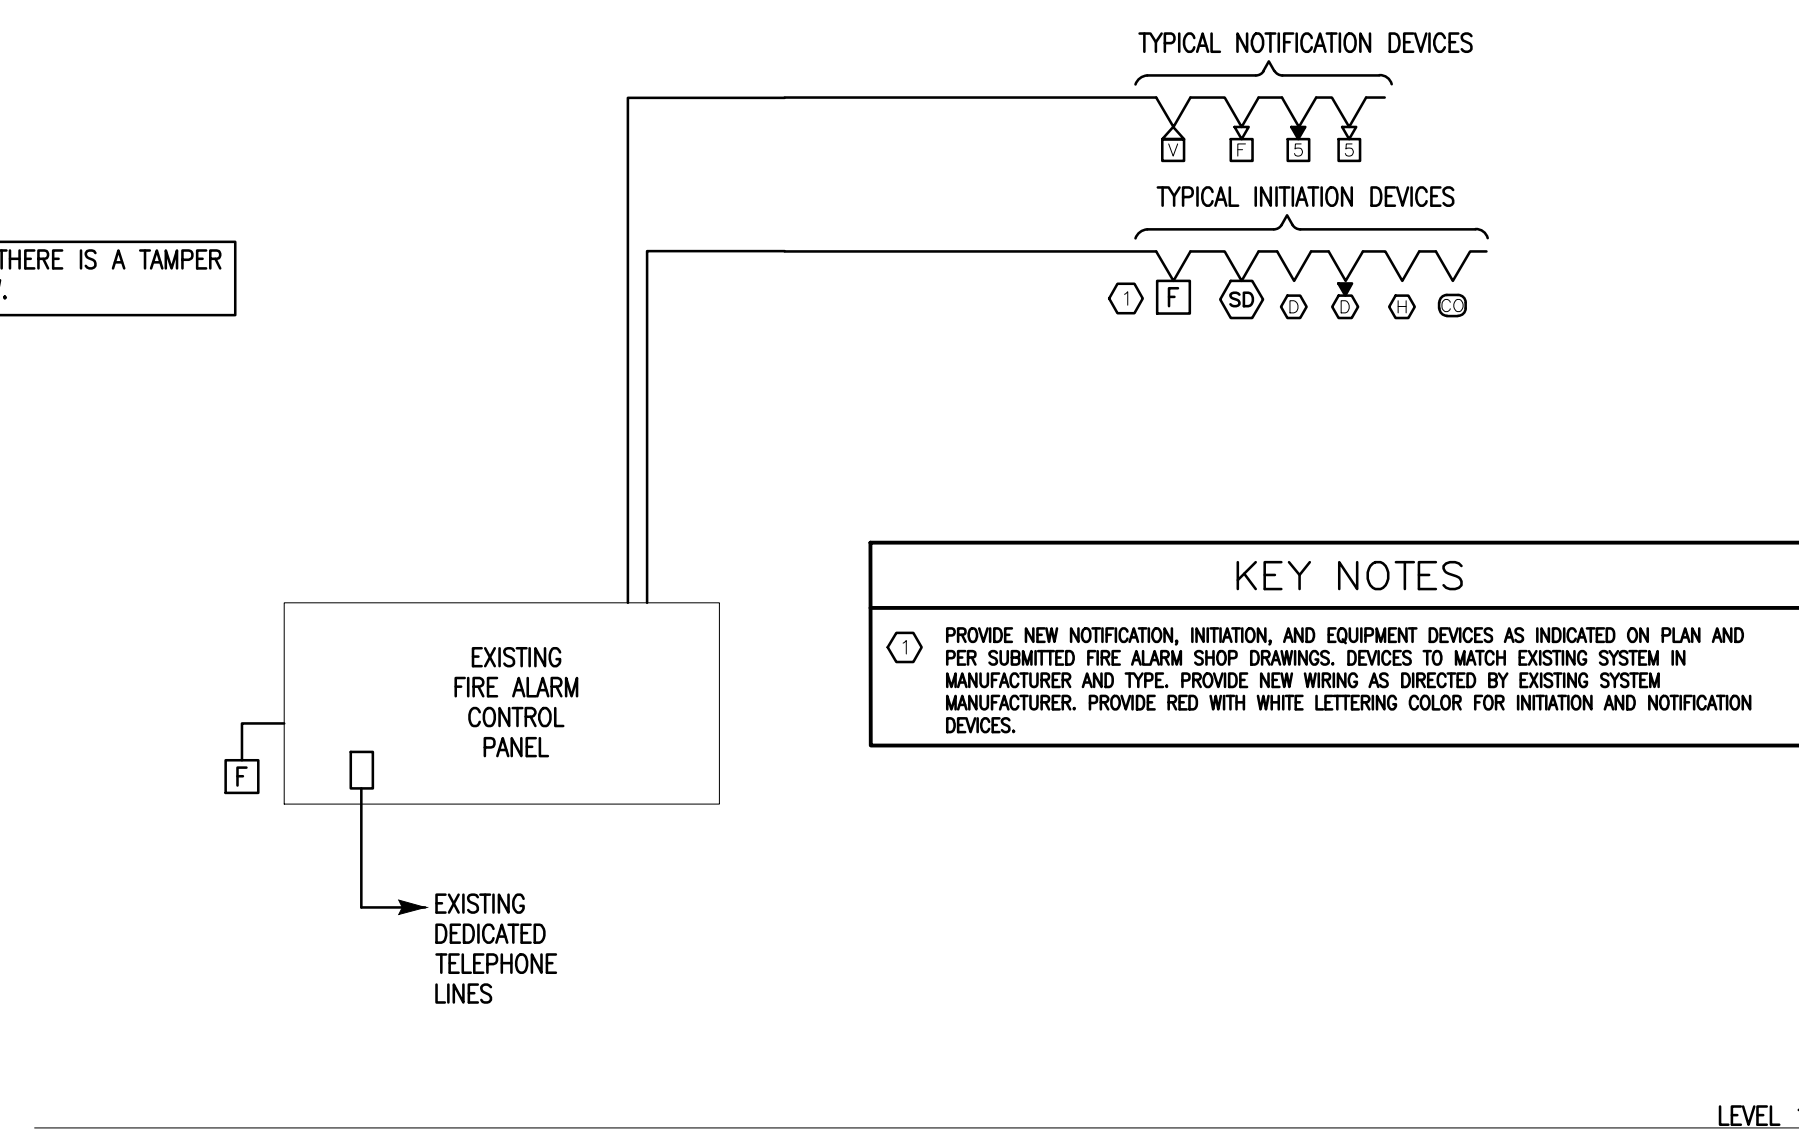 TYPICAL NOTIFICATION DEVICES
V F 5 5
TYPICAL INITIATION DEVICES
1 F SD D D H CO
THERE IS A TAMPER
KEY NOTES
1 PROVIDE NEW NOTIFICATION, INITIATION, AND EQUIPMENT DEVICES AS INDICATED ON PLAN AND
PER SUBMITTED FIRE ALARM SHOP DRAWINGS. DEVICES TO MATCH EXISTING SYSTEM IN
MANUFACTURER AND TYPE. PROVIDE NEW WIRING AS DIRECTED BY EXISTING SYSTEM
MANUFACTURER. PROVIDE RED WITH WHITE LETTERING COLOR FOR INITIATION AND NOTIFICATION
DEVICES.
EXISTING
FIRE ALARM
CONTROL
PANEL
F
EXISTING
DEDICATED
TELEPHONE
LINES
LEVEL